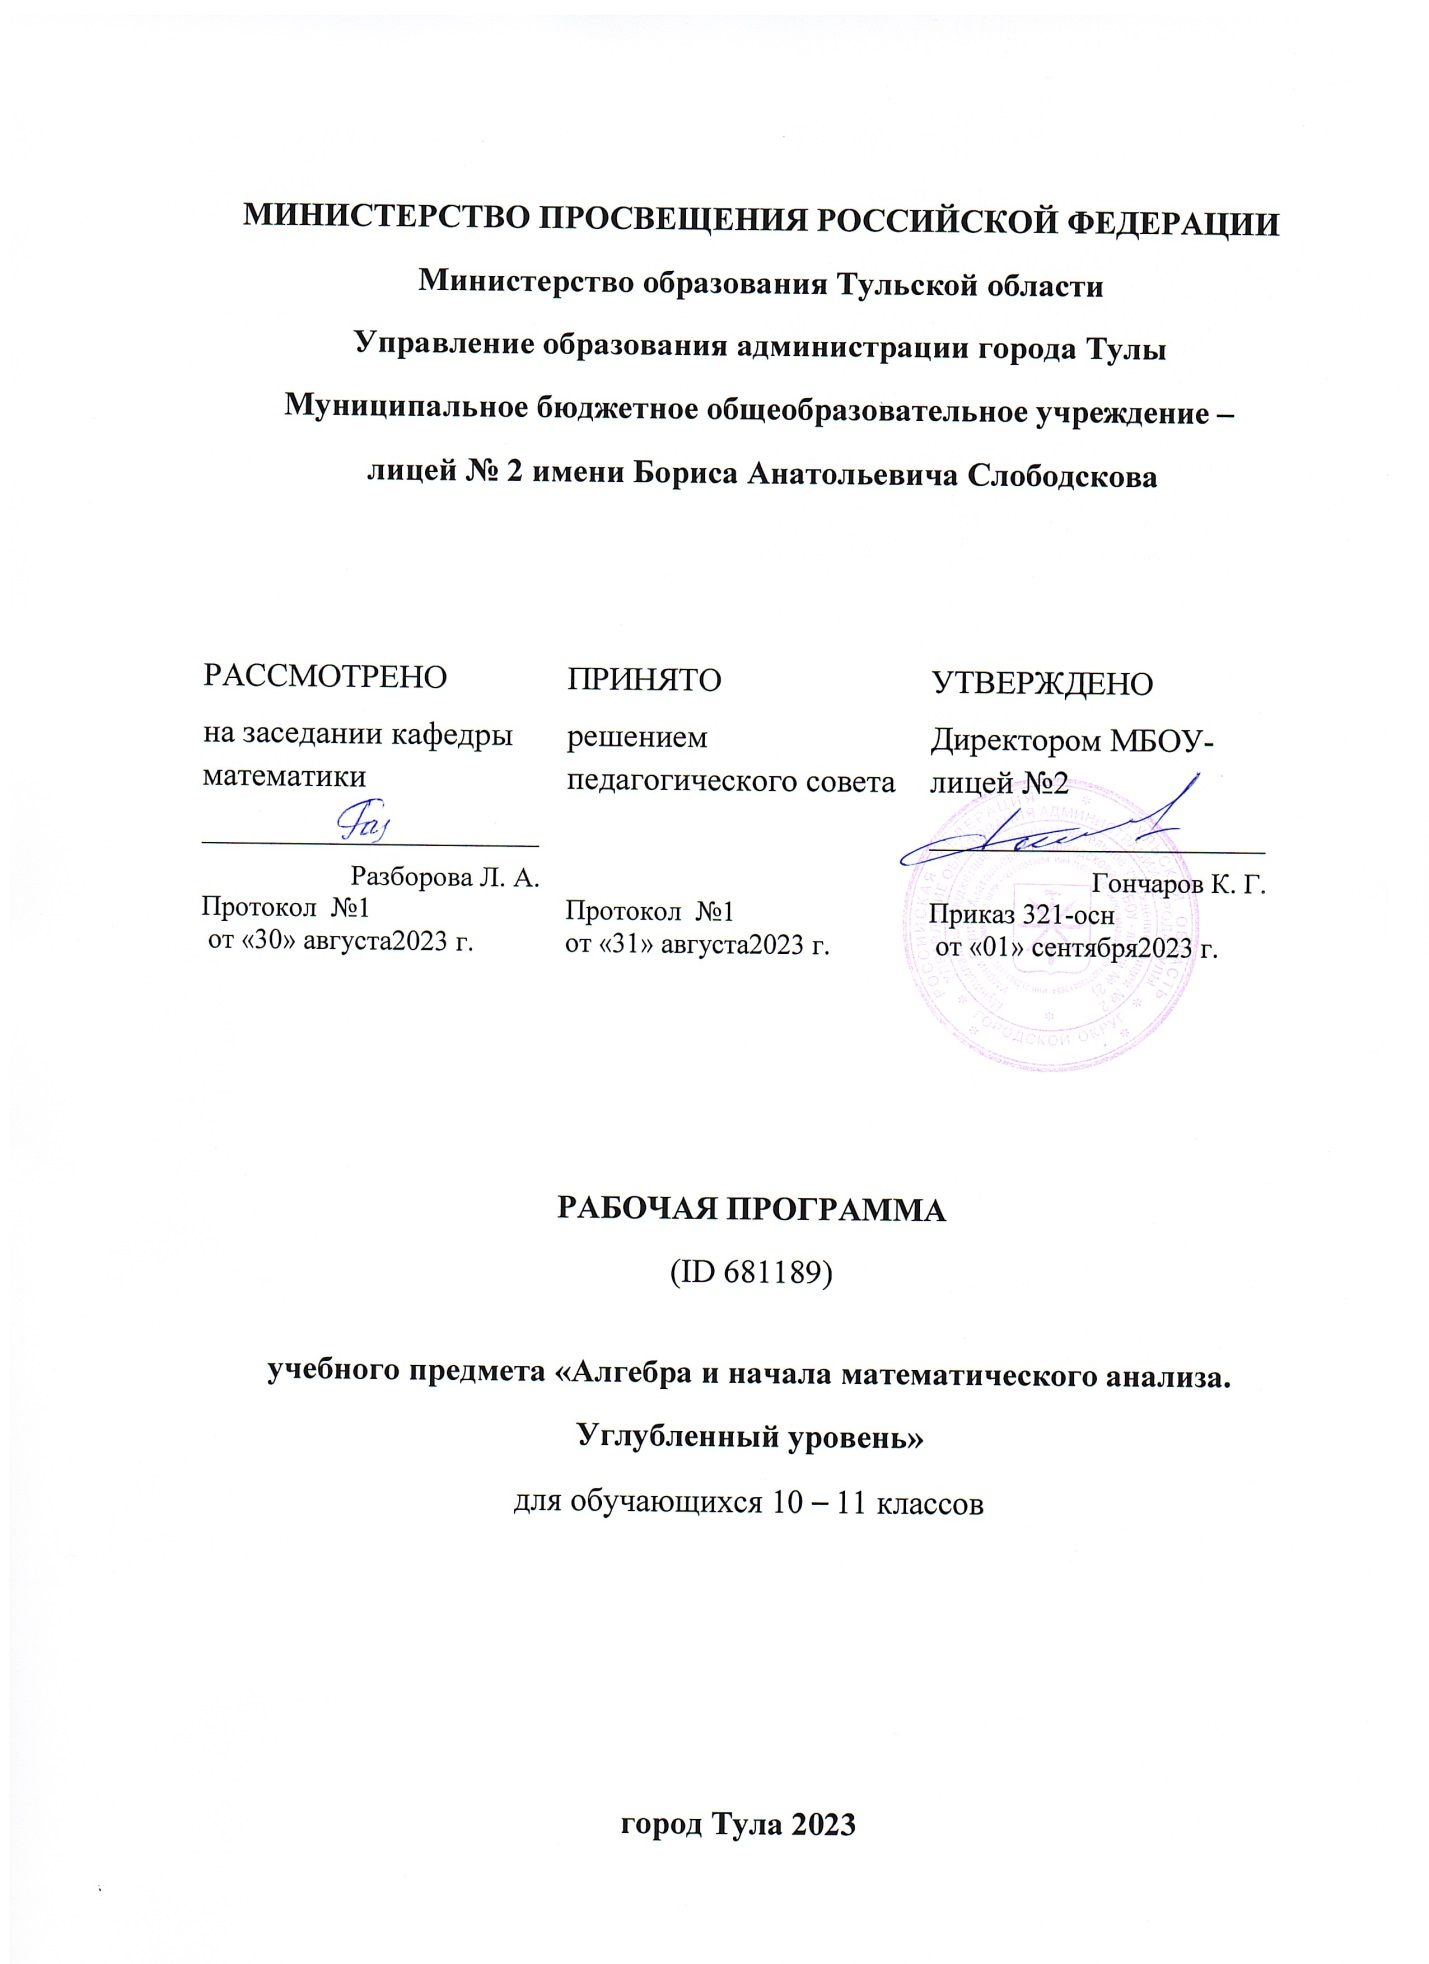 МИНИСТЕРСТВО ПРОСВЕЩЕНИЯ РОССИЙСКОЙ ФЕДЕРАЦИИ
Министерство образования Тульской области
Управление образования администрации города Тулы
Муниципальное бюджетное общеобразовательное учреждение –
лицей № 2 имени Бориса Анатольевича Слободскова
РАССМОТРЕНО
на заседании кафедры
математики
Разборова Л. А.
Протокол №1
от «30» августа2023 г.
ПРИНЯТО
решением
педагогического совета
Протокол №1
от «31» августа2023 г.
УТВЕРЖДЕНО
Директором МБОУ-
лицей №2
Гончаров К. Г.
Приказ 321-осн
от «01» сентября2023 г.
ГОРОДСКОЙ ОКРУГ
РАБОЧАЯ ПРОГРАММА
(ID 681189)
учебного предмета «Алгебра и начала математического анализа.
Углубленный уровень»
для обучающихся 10 – 11 классов
город Тула 2023